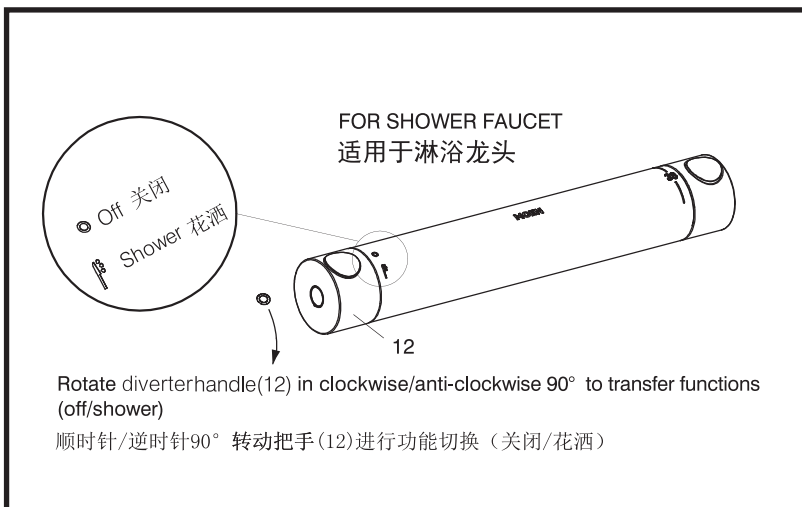 FOR SHOWER FAUCET
适用于淋浴龙头
Off 关闭
Shower 花洒
MOEN
38
12
Rotate diverterhandle(12) in clockwise/anti-clockwise 90° to transfer functions
(off/shower)
顺时针/逆时针90° 转动把手(12)进行功能切换（关闭/花洒）